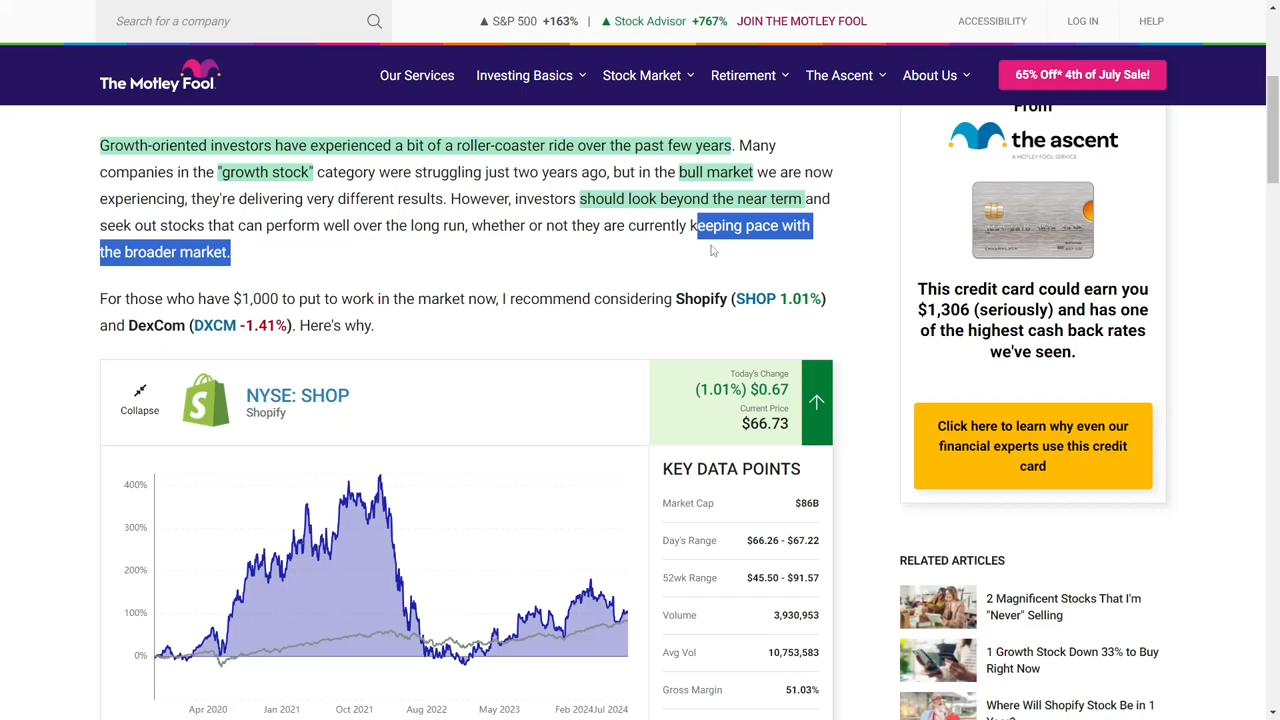 Search for a company
▲ S&P 500 +163% | ▲ Stock Advisor +767% JOIN THE MOTLEY FOOL
ACCESSIBILITY LOG IN HELP
The Motley Fool
Our Services Investing Basics Stock Market Retirement The Ascent About Us
65% Off* 4th of July Sale!
Growth-oriented investors have experienced a bit of a roller-coaster ride over the past few years. Many
companies in the "growth stock" category were struggling just two years ago, but in the bull market we are now
experiencing, they're delivering very different results. However, investors should look beyond the near term and
seek out stocks that can perform well over the long run, whether or not they are currently keeping pace with
the broader market.
For those who have $1,000 to put to work in the market now, I recommend considering Shopify (SHOP 1.01%)
and DexCom (DXCM -1.41%). Here's why.
Collapse
NYSE: SHOP
Shopify
Today's Change
(1.01%) $0.67
Current Price
$66.73
400%
300%
200%
100%
0%
Apr 2020 Jan 2021 Oct 2021 Aug 2022 May 2023 Feb 2024 Jul 2024
KEY DATA POINTS
Market Cap $86B
Day's Range $66.26 - $67.22
52wk Range $45.50 - $91.57
Volume 3,930,953
Avg Vol 10,753,583
Gross Margin 51.03%
From
the ascent
A MOTLEY FOOL SERVICE
This credit card could earn you
$1,306 (seriously) and has one
of the highest cash back rates
we've seen.
Click here to learn why even our
financial experts use this credit
card
RELATED ARTICLES
2 Magnificent Stocks That I'm
"Never" Selling
1 Growth Stock Down 33% to Buy
Right Now
Where Will Shopify Stock Be in 1